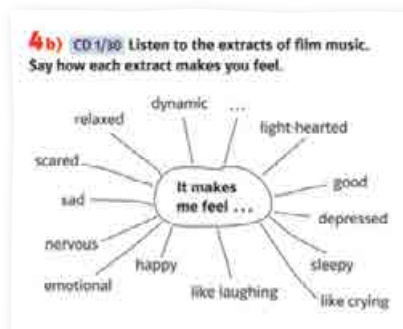 4b) CD 1/30 Listen to the extracts of film music.
Say how each extract makes you feel.
dynamic ...
relaxed
light-hearted
scared
It makes
me feel ...
good
sad
depressed
nervous
happy
sleepy
emotional
like laughing
like crying